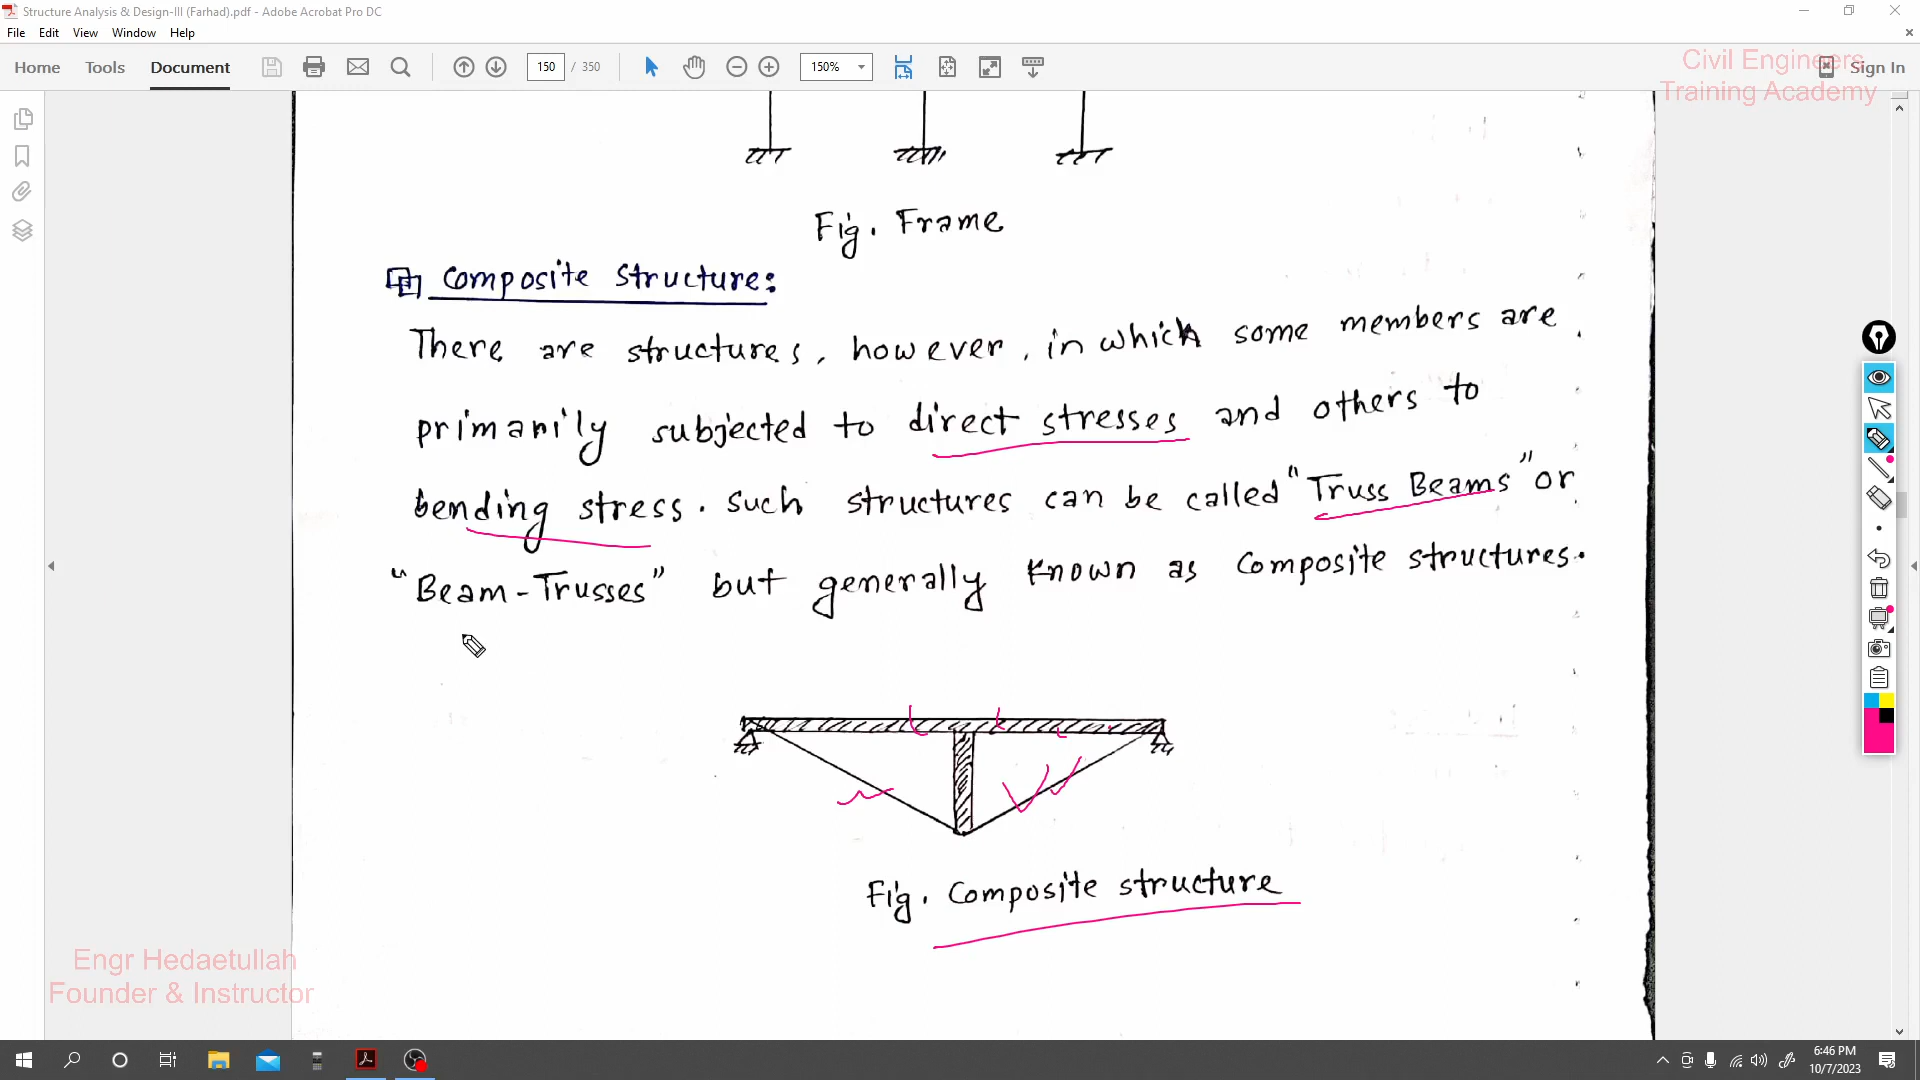 Structure Analysis & Design-III (Farhad).pdf - Adobe Acrobat Pro DC
File Edit View Window Help
Home Tools Document 150 / 350 150% Sign In
Civil Engineers
Training Academy
Fig. Frame
Composite Structure:
There are structures, however, in which some members are
primarily subjected to direct stresses and others to
bending stress. Such structures can be called "Truss Beams" or
"Beam-Trusses" but generally known as Composite structures.
Fig. Composite structure
Engr Hedaetullah
Founder & Instructor
6:46 PM
10/7/2023